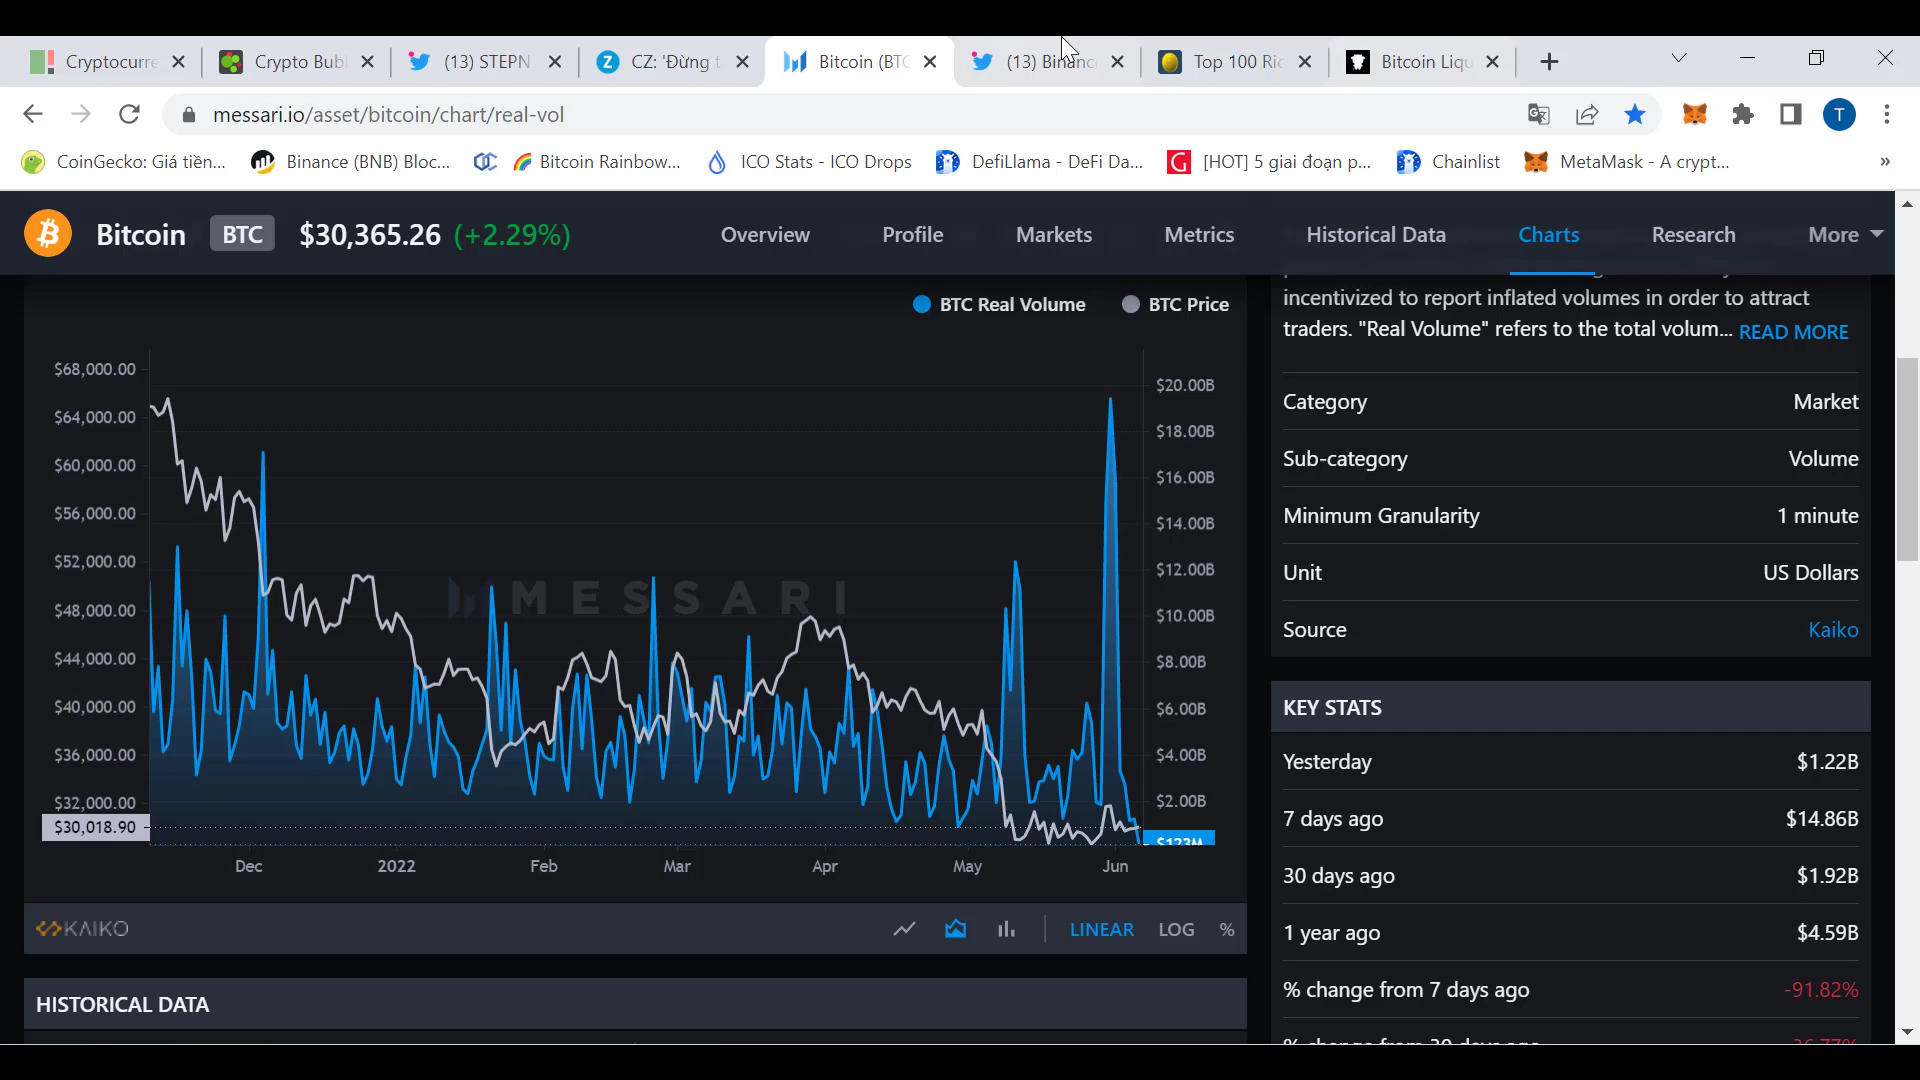 Cryptocurre
Crypto Bub
(13) STEPN
CZ: 'Đừng t
Bitcoin (BTC
(13) Binanc
Top 100 Ric
Bitcoin Liqu
messari.io/asset/bitcoin/chart/real-vol
T
CoinGecko: Giá tiền...
Binance (BNB) Bloc...
Bitcoin Rainbow...
ICO Stats - ICO Drops
DefiLlama - DeFi Da...
[HOT] 5 giai đoạn p...
Chainlist
MetaMask - A crypt...
»
Bitcoin BTC $30,365.26 (+2.29%)
Overview
Profile
Markets
Metrics
Historical Data
Charts
Research
More
BTC Real Volume
BTC Price
$68,000.00
$64,000.00
$60,000.00
$56,000.00
$52,000.00
$48,000.00
$44,000.00
$40,000.00
$36,000.00
$32,000.00
$30,018.90
$20.00B
$18.00B
$16.00B
$14.00B
$12.00B
$10.00B
$8.00B
$6.00B
$4.00B
$2.00B
$123M
MESSARI
Dec
2022
Feb
Mar
Apr
May
Jun
KAIKO
LINEAR
LOG
%
HISTORICAL DATA
incentivized to report inflated volumes in order to attract
traders. "Real Volume" refers to the total volum... READ MORE
Category Market
Sub-category Volume
Minimum Granularity 1 minute
Unit US Dollars
Source Kaiko
KEY STATS
Yesterday $1.22B
7 days ago $14.86B
30 days ago $1.92B
1 year ago $4.59B
% change from 7 days ago -91.82%
% change from 30 days ago -36.77%